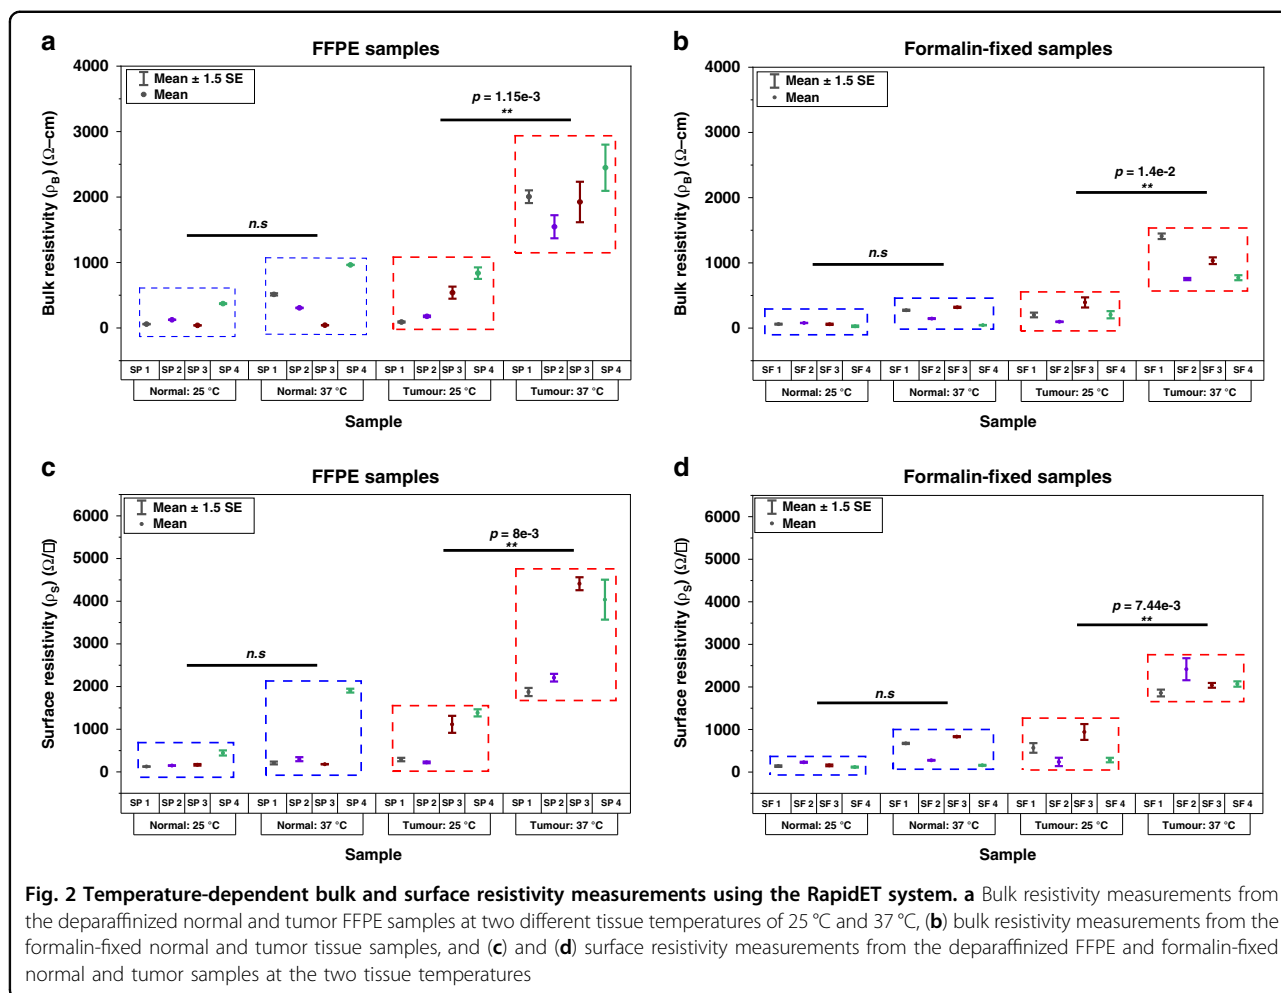 a
FFPE samples
Mean ± 1.5 SE
Mean
p = 1.15e-3
**
n.s
4000
3000
2000
1000
0
Bulk resistivity (ρB) (Ω–cm)
SP 1 SP 2 SP 3 SP 4 SP 1 SP 2 SP 3 SP 4 SP 1 SP 2 SP 3 SP 4 SP 1 SP 2 SP 3 SP 4
Normal: 25 °C Normal: 37 °C Tumour: 25 °C Tumour: 37 °C
Sample
b
Formalin-fixed samples
Mean ± 1.5 SE
Mean
p = 1.4e-2
**
n.s
4000
3000
2000
1000
0
Bulk resistivity (ρB) (Ω–cm)
SF 1 SF 2 SF 3 SF 4 SF 1 SF 2 SF 3 SF 4 SF 1 SF 2 SF 3 SF 4 SF 1 SF 2 SF 3 SF 4
Normal: 25 °C Normal: 37 °C Tumour: 25 °C Tumour: 37 °C
Sample
c
FFPE samples
Mean ± 1.5 SE
Mean
p = 8e-3
**
n.s
6000
5000
4000
3000
2000
1000
0
Surface resistivity (ρS) (Ω/□)
SP 1 SP 2 SP 3 SP 4 SP 1 SP 2 SP 3 SP 4 SP 1 SP 2 SP 3 SP 4 SP 1 SP 2 SP 3 SP 4
Normal: 25 °C Normal: 37 °C Tumour: 25 °C Tumour: 37 °C
Sample
d
Formalin-fixed samples
Mean ± 1.5 SE
Mean
p = 7.44e-3
**
n.s
6000
5000
4000
3000
2000
1000
0
Surface resistivity (ρS) (Ω/□)
SF 1 SF 2 SF 3 SF 4 SF 1 SF 2 SF 3 SF 4 SF 1 SF 2 SF 3 SF 4 SF 1 SF 2 SF 3 SF 4
Normal: 25 °C Normal: 37 °C Tumour: 25 °C Tumour: 37 °C
Sample
Fig. 2 Temperature-dependent bulk and surface resistivity measurements using the RapidET system. a Bulk resistivity measurements from
the deparaffinized normal and tumor FFPE samples at two different tissue temperatures of 25 °C and 37 °C, (b) bulk resistivity measurements from the
formalin-fixed normal and tumor tissue samples, and (c) and (d) surface resistivity measurements from the deparaffinized FFPE and formalin-fixed
normal and tumor samples at the two tissue temperatures